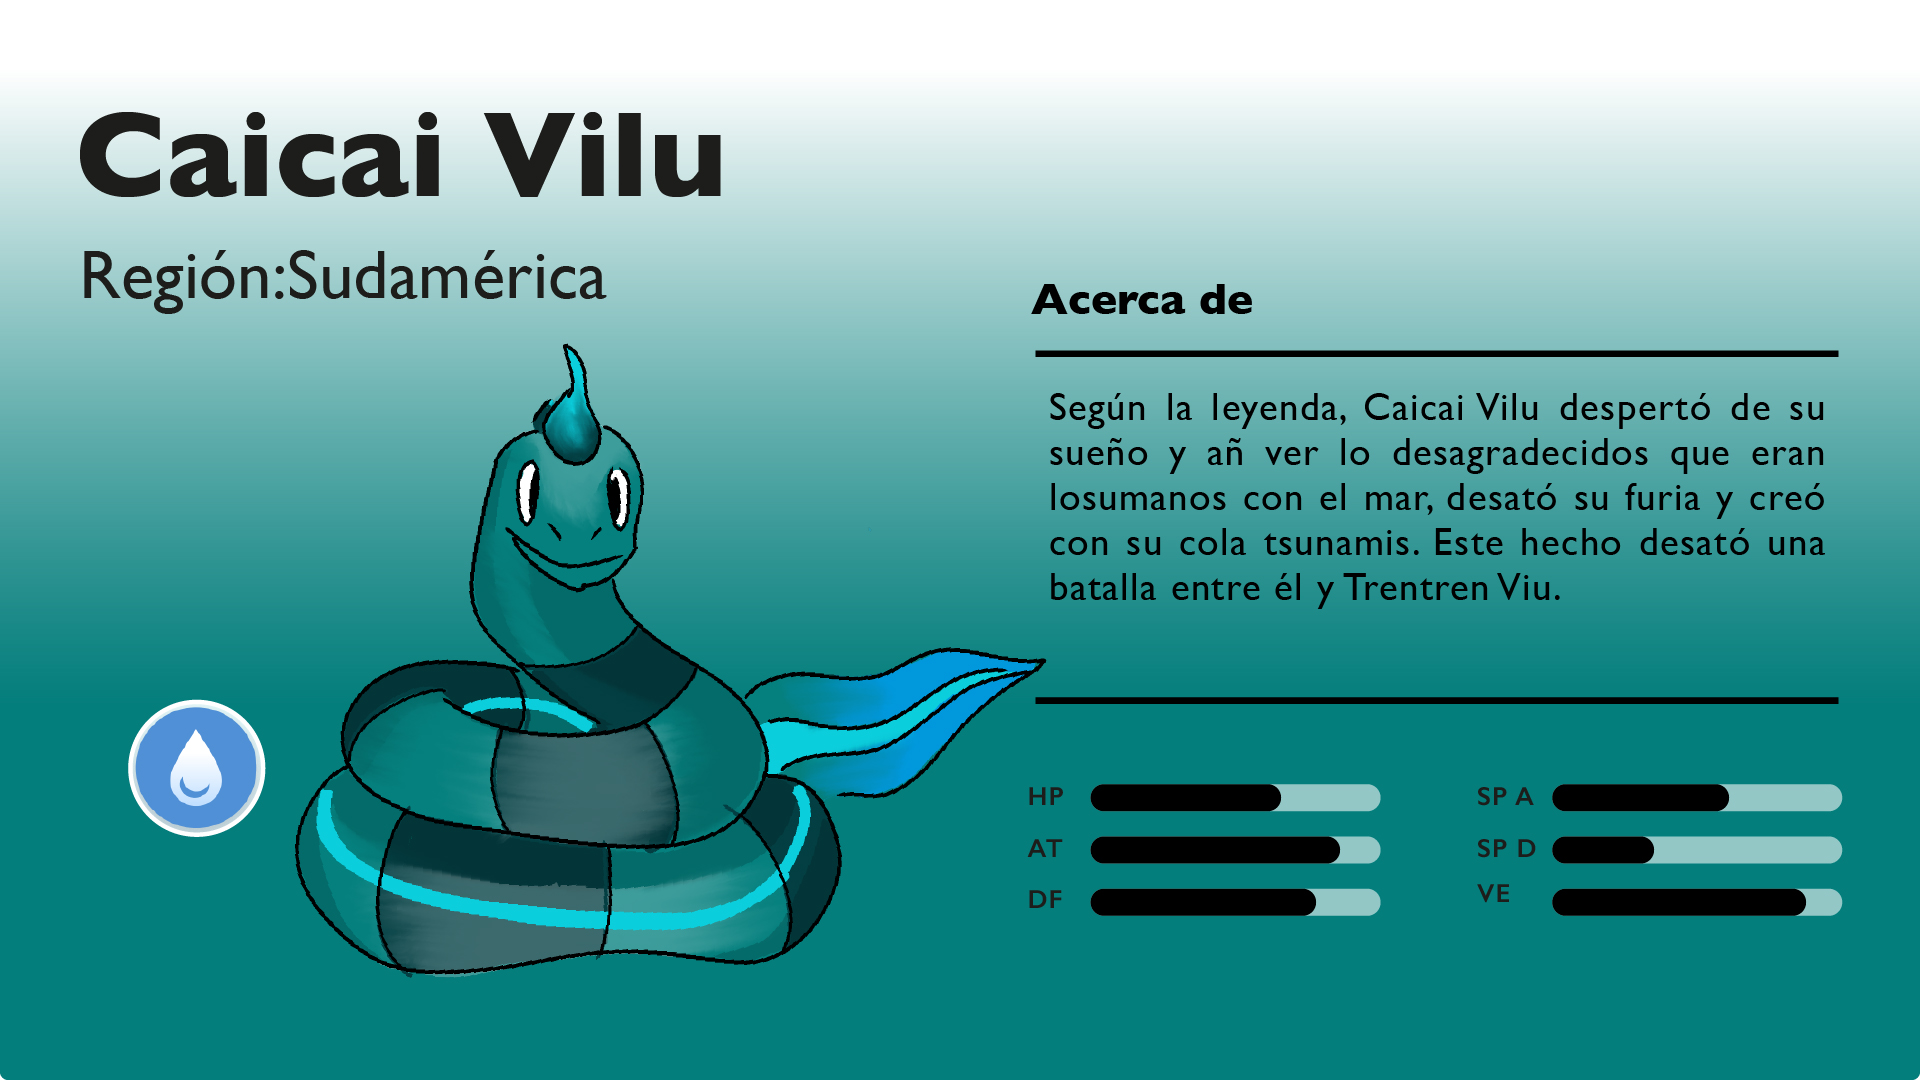 Caicai Vilu
Región:Sudamérica
Acerca de
Según la leyenda, Caicai Vilu despertó de su
sueño y añ ver lo desagradecidos que eran
losumanos con el mar, desató su furia y creó
con su cola tsunamis. Este hecho desató una
batalla entre él y Trentren Viu.
HP
AT
DF
SP A
SP D
VE